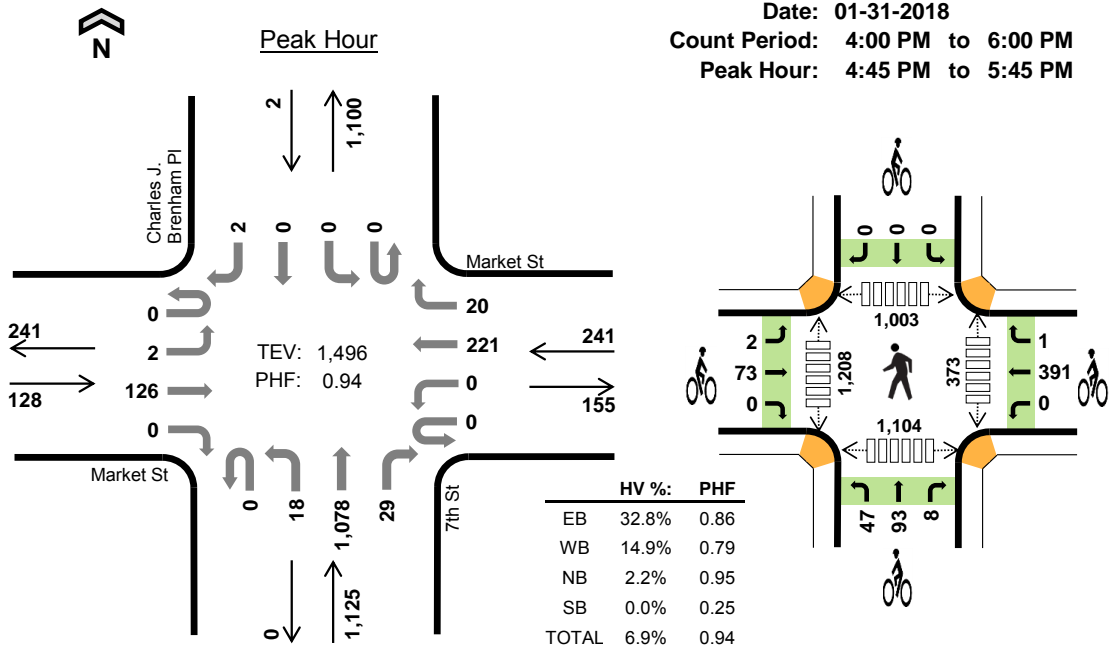 N
Peak Hour
Date: 01-31-2018
Count Period: 4:00 PM to 6:00 PM
Peak Hour: 4:45 PM to 5:45 PM
2
1,100
Charles J.
Brenham Pl
2
0
0
0
Market St
0
2
126
0
241
128
TEV: 1,496
PHF: 0.94
20
221
0
0
241
155
Market St
0
18
1,078
29
7th St
0
1,125
HV %: PHF
EB 32.8% 0.86
WB 14.9% 0.79
NB 2.2% 0.95
SB 0.0% 0.25
TOTAL 6.9% 0.94
0
0
0
1,003
2
73
0
1,208
373
1
391
0
1,104
47
93
8